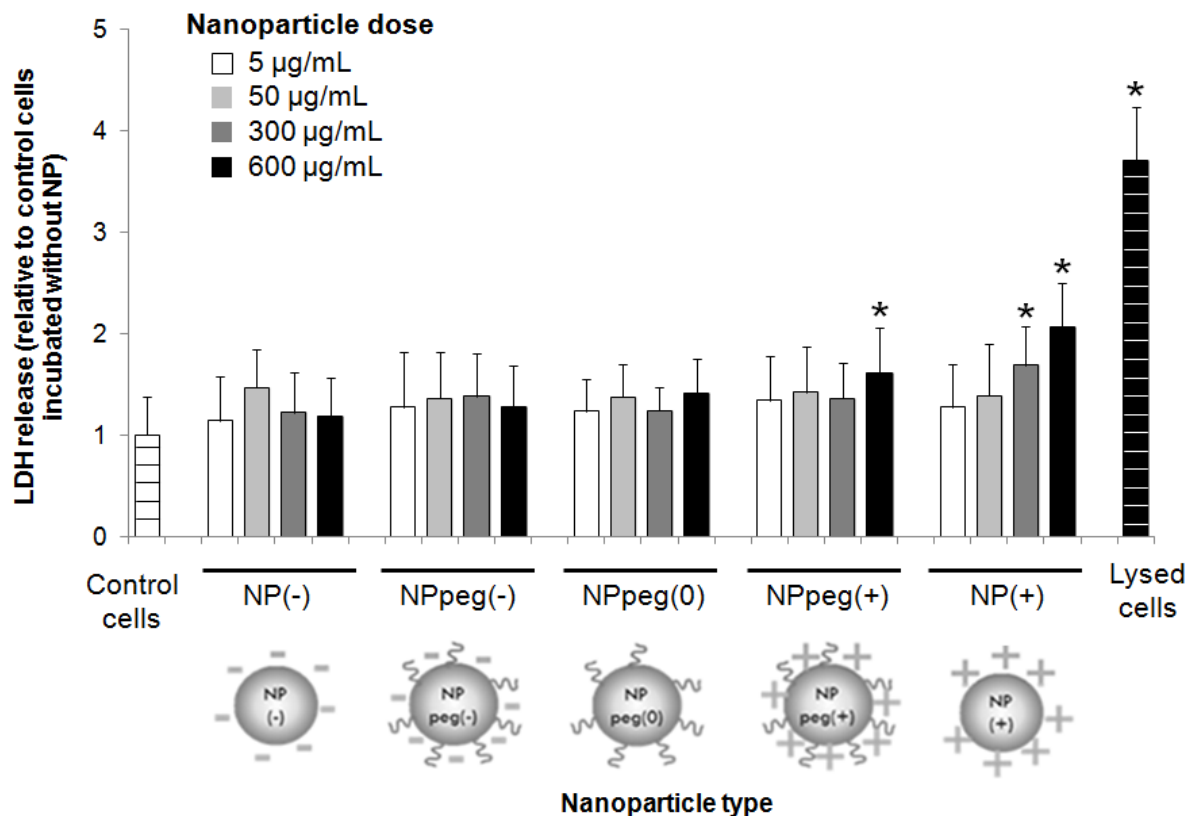 Nanoparticle dose
5 µg/mL
50 µg/mL
300 µg/mL
600 µg/mL
LDH release (relative to control cells
incubated without NP)
5
4
3
2
1
0
*
*
*
*
Control
cells
NP(-)
NPpeg(-)
NPpeg(0)
NPpeg(+)
NP(+)
Lysed
cells
NP
(-)
NP
peg(-)
NP
peg(0)
NP
peg(+)
NP
(+)
Nanoparticle type